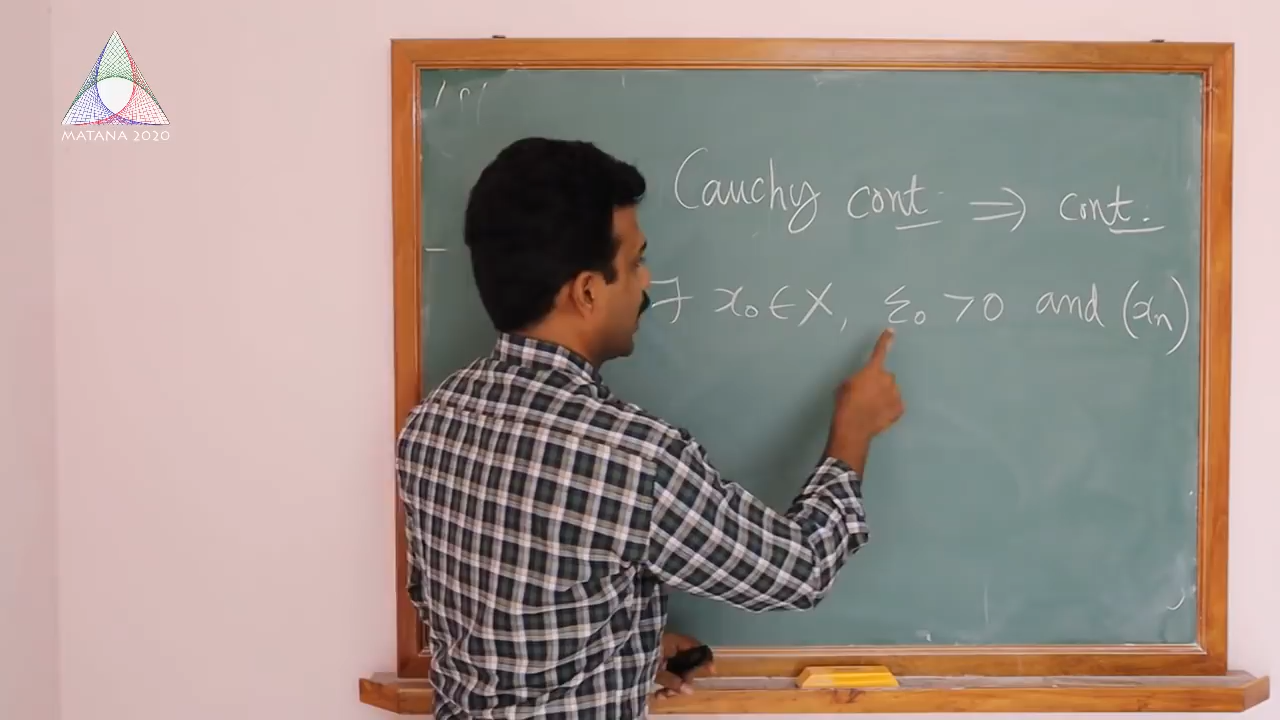 MATANA 2020
Cauchy cont. ⇒ cont.
∃ x₀ ∈ X, ε₀ > 0 and (xₙ)